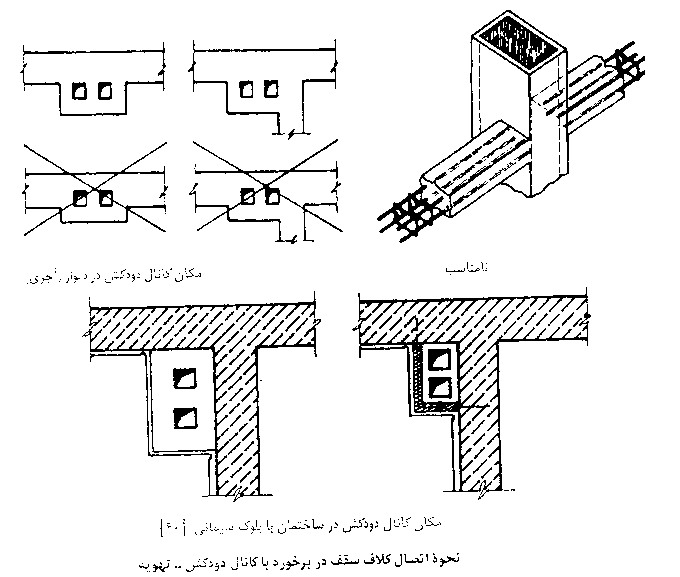 نامناسب
مکان کانال دودکش در دیوار آجری
مکان کانال دودکش در ساختمان با بلوک سیمانی [۴۰]
نحوهٔ اتصال کلاف سقف در برخورد با کانال دودکش .. تهویه